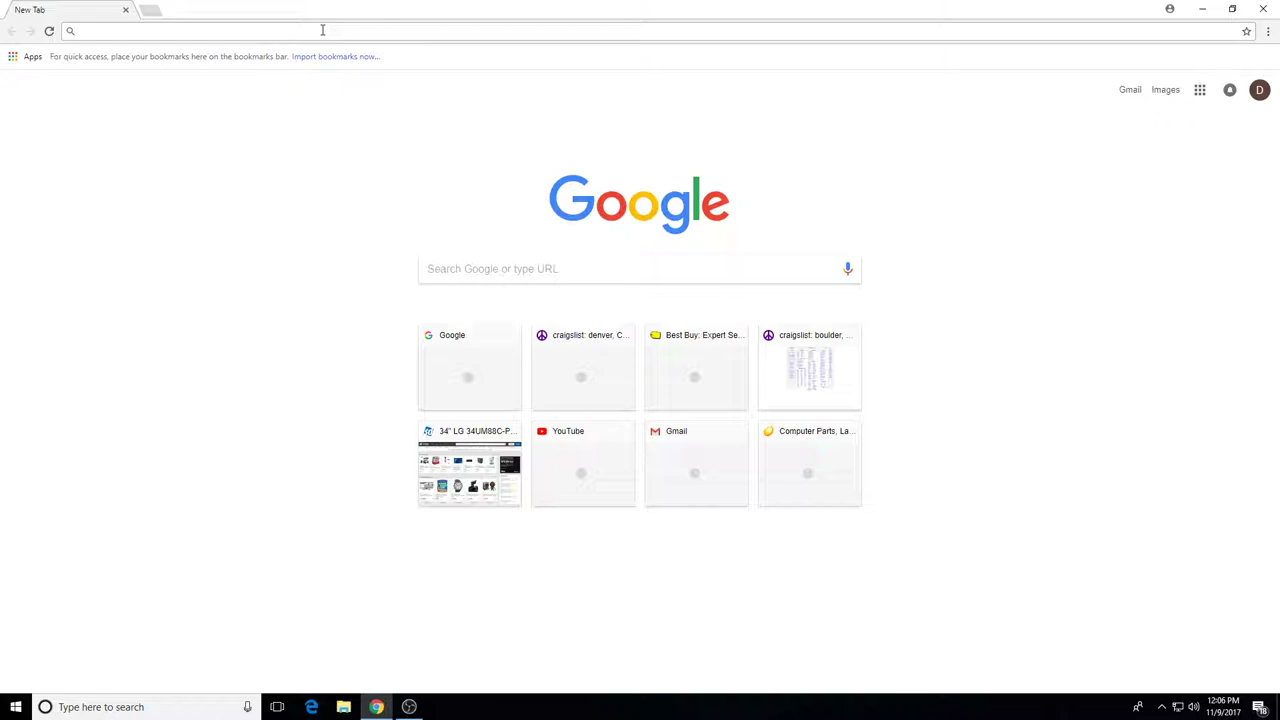 New Tab
Apps For quick access, place your bookmarks here on the bookmarks bar. Import bookmarks now...
Gmail Images D
Google
Search Google or type URL
Google craigslist: denver, C... Best Buy: Expert Se... craigslist: boulder, ...
34" LG 34UM88C-P... YouTube Gmail Computer Parts, La...
Type here to search
12:06 PM
11/9/2017
18